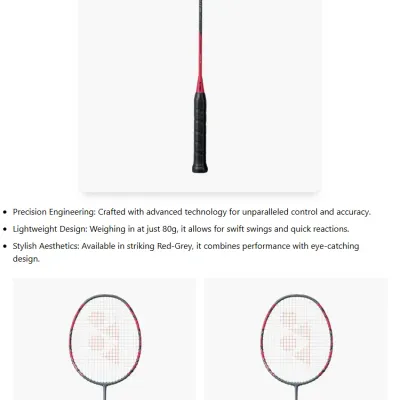 Precision Engineering: Crafted with advanced technology for unparalleled control and accuracy.
Lightweight Design: Weighing in at just 80g, it allows for swift swings and quick reactions.
Stylish Aesthetics: Available in striking Red-Grey, it combines performance with eye-catching
design.